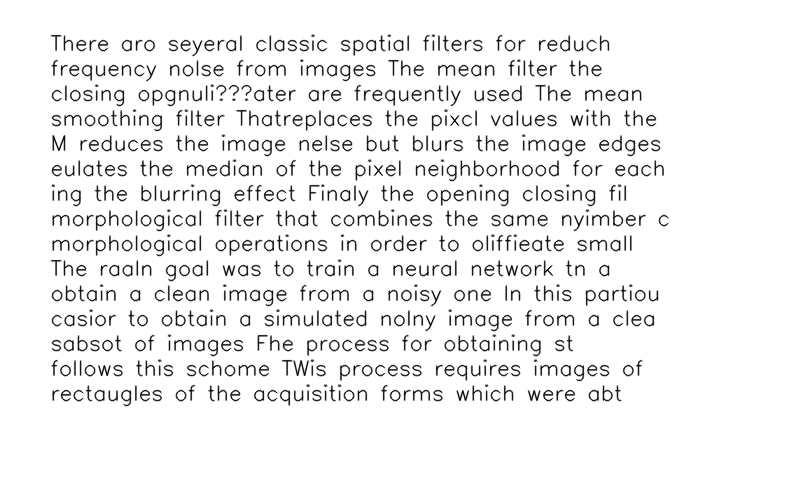 There aro seyeral classic spatial filters for reduch
frequency nolse from images The mean filter the
closing opgnuli???ater are frequently used The mean
smoothing filter Thatreplaces the pixcl values with the
M reduces the image nelse but blurs the image edges
eulates the median of the pixel neighborhood for each
ing the blurring effect Finaly the opening closing fil
morphological filter that combines the same nyimber c
morphological operations in order to oliffieate small
The raaln goal was to train a neural network tn a
obtain a clean image from a noisy one In this partiou
casior to obtain a simulated nolny image from a clea
sabsot of images Fhe process for obtaining st
follows this schome TWis process requires images of
rectaugles of the acquisition forms which were abt